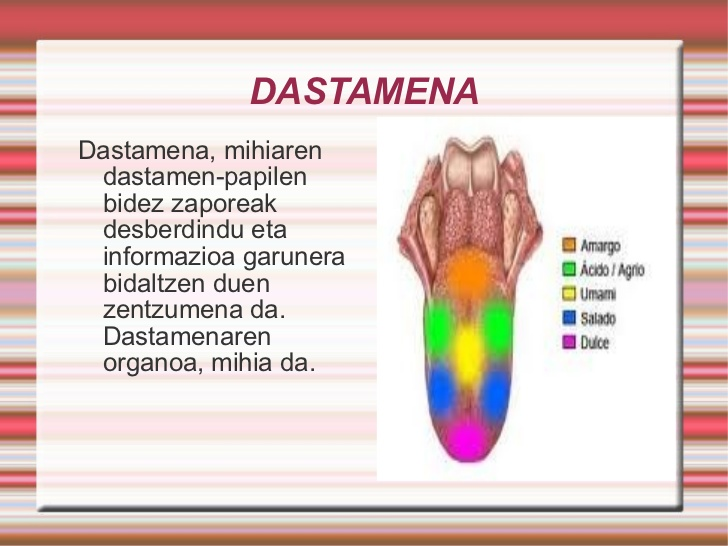 DASTAMENA
Dastamena, mihiaren
dastamen-papilen
bidez zaporeak
desberdindu eta
informazioa garunera
bidaltzen duen
zentzumena da.
Dastamenaren
organoa, mihia da.
Amargo
Ácido / Agrio
Umami
Salado
Dulce